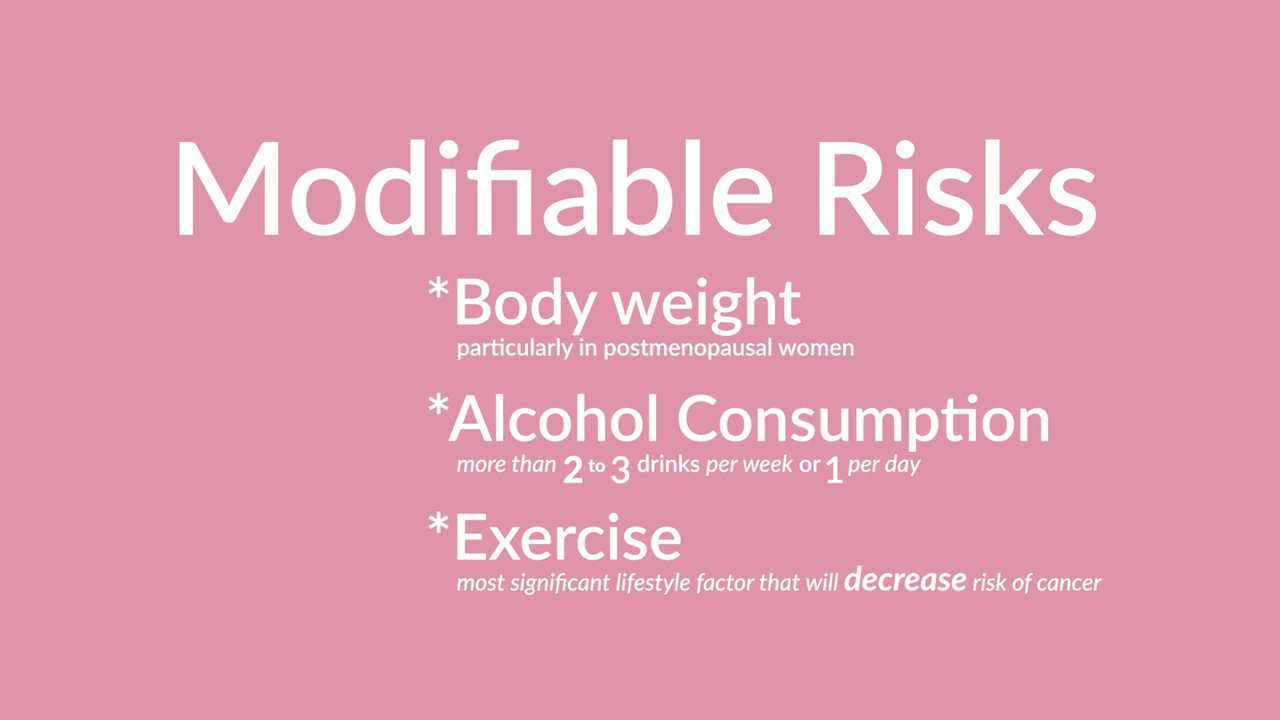 Modifiable Risks
*Body weight
particularly in postmenopausal women
*Alcohol Consumption
more than 2 to 3 drinks per week or 1 per day
*Exercise
most significant lifestyle factor that will decrease risk of cancer